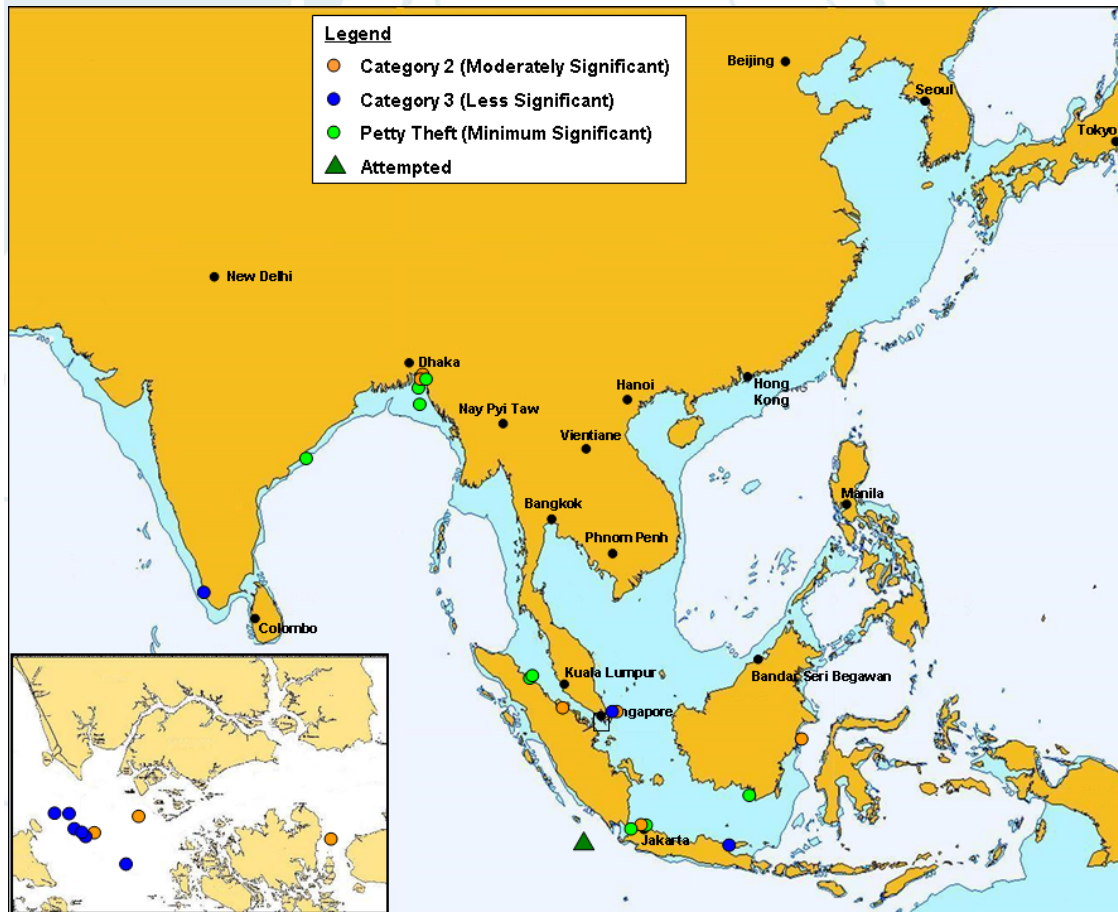 Legend
Category 2 (Moderately Significant)
Category 3 (Less Significant)
Petty Theft (Minimum Significant)
Attempted
Beijing
Seoul
Tokyo
New Delhi
Dhaka
Hanoi
Hong
Kong
Nay Pyi Taw
Vientiane
Manila
Bangkok
Phnom Penh
Colombo
Kuala Lumpur
Bandar Seri Begawan
ingapore
Jakarta